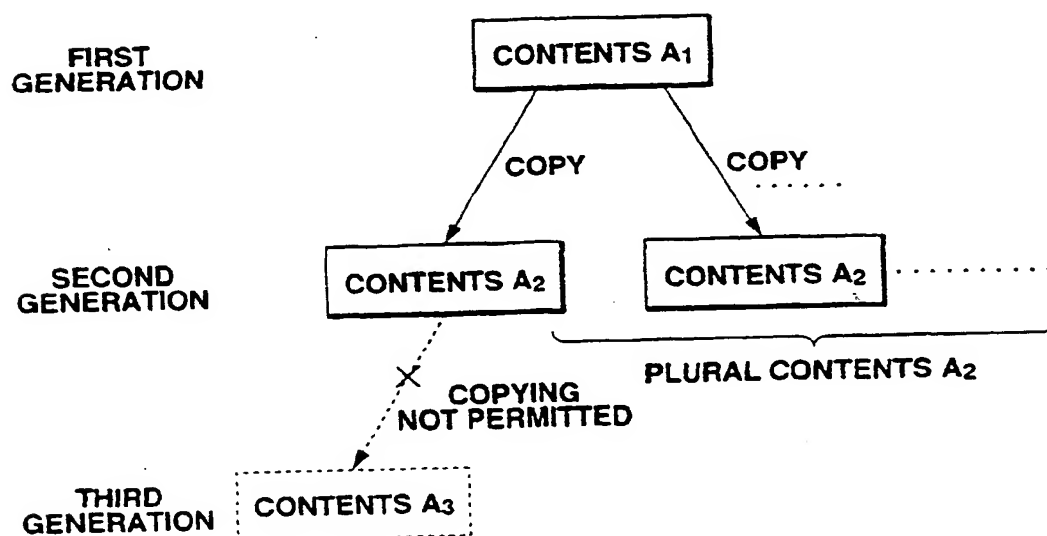 FIRST
GENERATION
CONTENTS A1
COPY
COPY
SECOND
GENERATION
CONTENTS A2
CONTENTS A2
PLURAL CONTENTS A2
COPYING
NOT PERMITTED
THIRD
GENERATION
CONTENTS A3